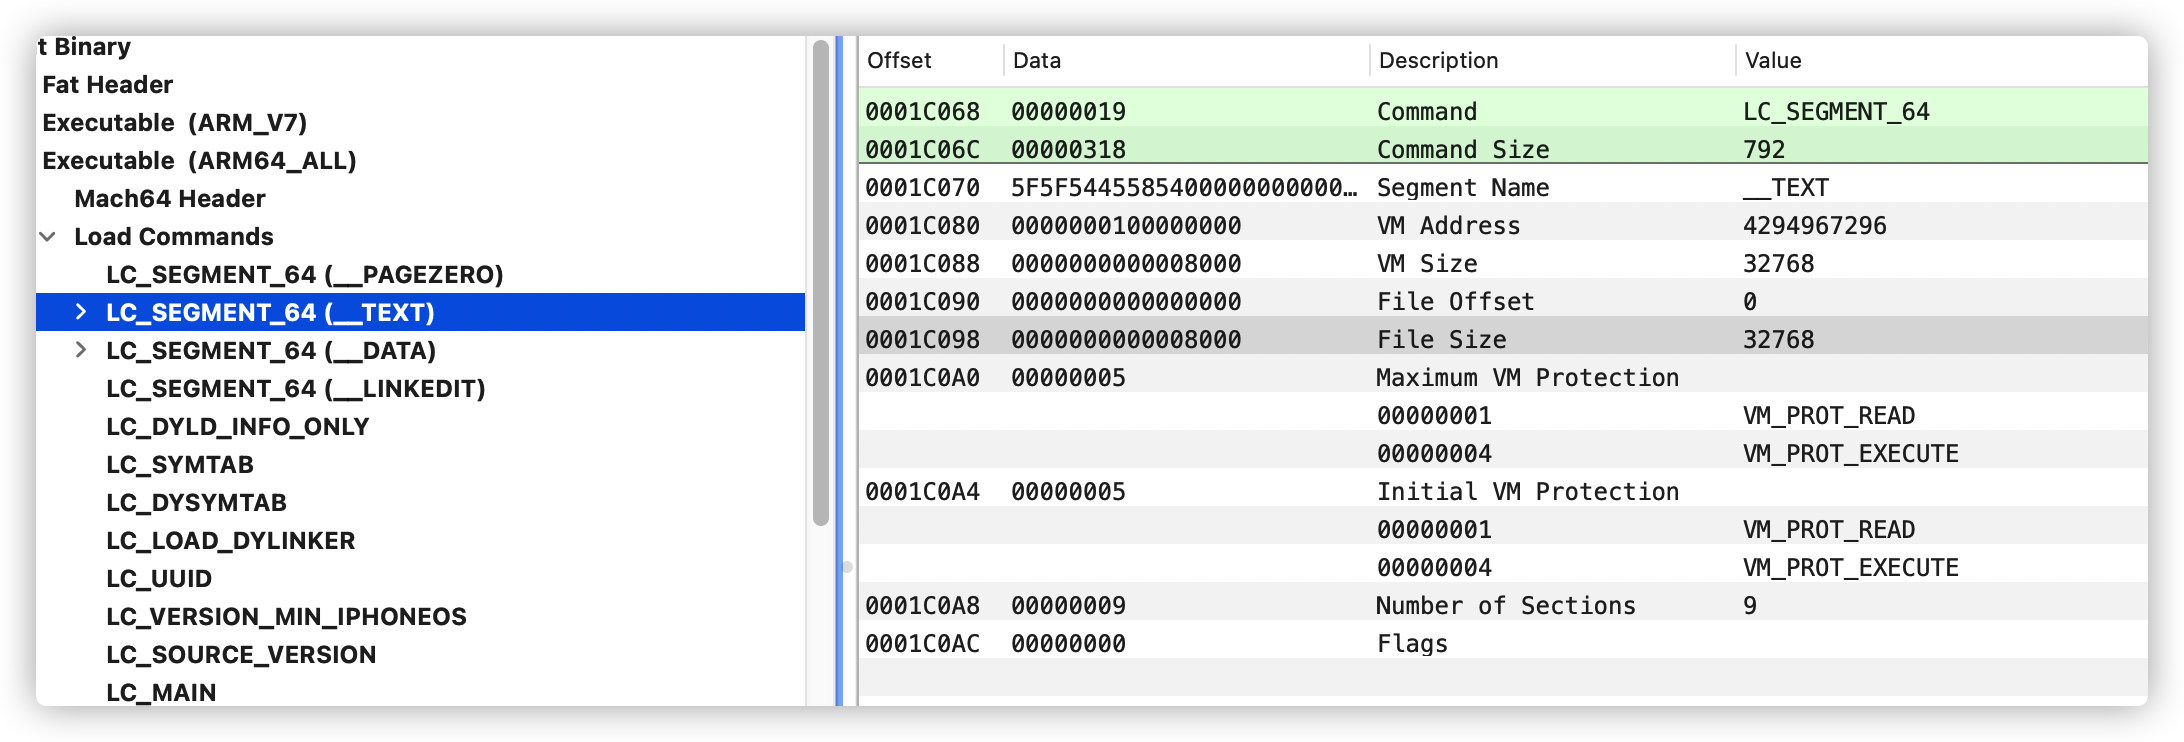 t Binary
Fat Header
Executable (ARM_V7)
Executable (ARM64_ALL)
Mach64 Header
Load Commands
LC_SEGMENT_64 (__PAGEZERO)
LC_SEGMENT_64 (__TEXT)
LC_SEGMENT_64 (__DATA)
LC_SEGMENT_64 (__LINKEDIT)
LC_DYLD_INFO_ONLY
LC_SYMTAB
LC_DYSYMTAB
LC_LOAD_DYLINKER
LC_UUID
LC_VERSION_MIN_IPHONEOS
LC_SOURCE_VERSION
LC_MAIN
Offset Data Description Value
0001C068 00000019 Command LC_SEGMENT_64
0001C06C 00000318 Command Size 792
0001C070 5F5F5445585400000000000… Segment Name __TEXT
0001C080 0000000100000000 VM Address 4294967296
0001C088 0000000000008000 VM Size 32768
0001C090 0000000000000000 File Offset 0
0001C098 0000000000008000 File Size 32768
0001C0A0 00000005 Maximum VM Protection
00000001 VM_PROT_READ
00000004 VM_PROT_EXECUTE
0001C0A4 00000005 Initial VM Protection
00000001 VM_PROT_READ
00000004 VM_PROT_EXECUTE
0001C0A8 00000009 Number of Sections 9
0001C0AC 00000000 Flags